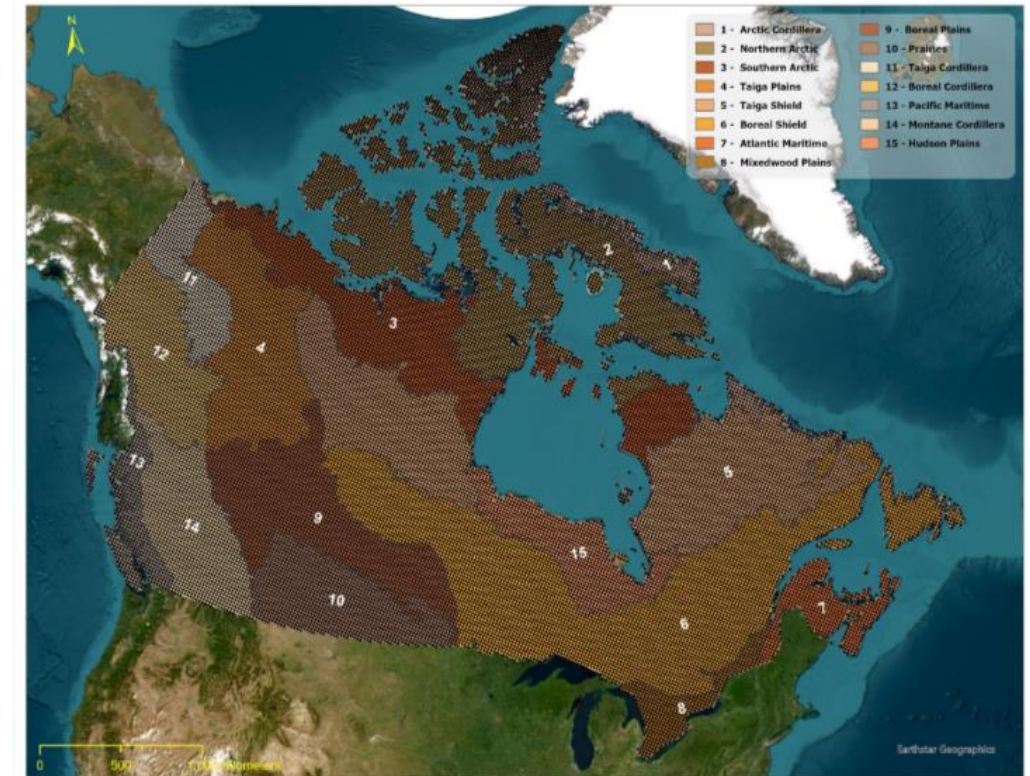 N
1 - Arctic Cordillera
2 - Northern Arctic
3 - Southern Arctic
4 - Taiga Plains
5 - Taiga Shield
6 - Boreal Shield
7 - Atlantic Maritime
8 - Mixedwood Plains
9 - Boreal Plains
10 - Prairies
11 - Taiga Cordillera
12 - Boreal Cordillera
13 - Pacific Maritime
14 - Montane Cordillera
15 - Hudson Plains
2
1
11
3
12
4
5
13
14
9
15
10
6
7
8
0 500 1,000 Kilometers
Earthstar Geographics